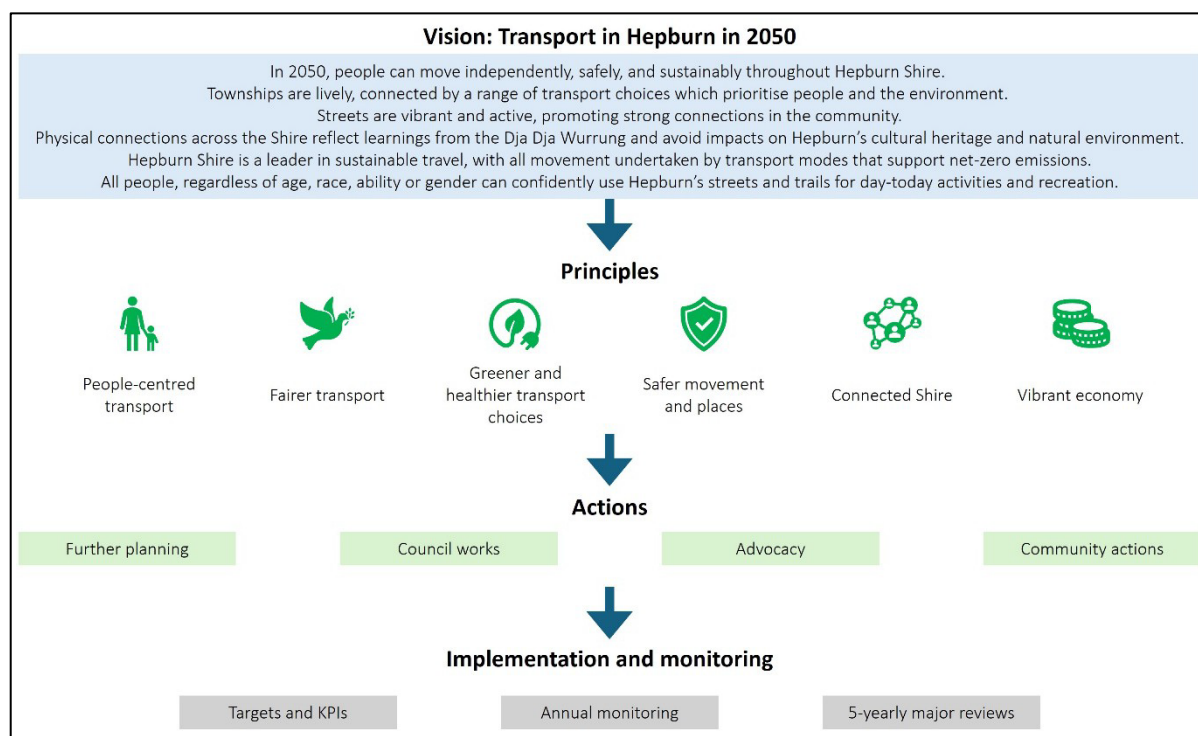 Vision: Transport in Hepburn in 2050
In 2050, people can move independently, safely, and sustainably throughout Hepburn Shire.
Townships are lively, connected by a range of transport choices which prioritise people and the environment.
Streets are vibrant and active, promoting strong connections in the community.
Physical connections across the Shire reflect learnings from the Dja Dja Wurrung and avoid impacts on Hepburn's cultural heritage and natural environment.
Hepburn Shire is a leader in sustainable travel, with all movement undertaken by transport modes that support net-zero emissions.
All people, regardless of age, race, ability or gender can confidently use Hepburn's streets and trails for day-today activities and recreation.
Principles
People-centred
transport
Fairer transport
Greener and
healthier transport
choices
Safer movement
and places
Connected Shire
Vibrant economy
Actions
Further planning
Council works
Advocacy
Community actions
Implementation and monitoring
Targets and KPIs
Annual monitoring
5-yearly major reviews